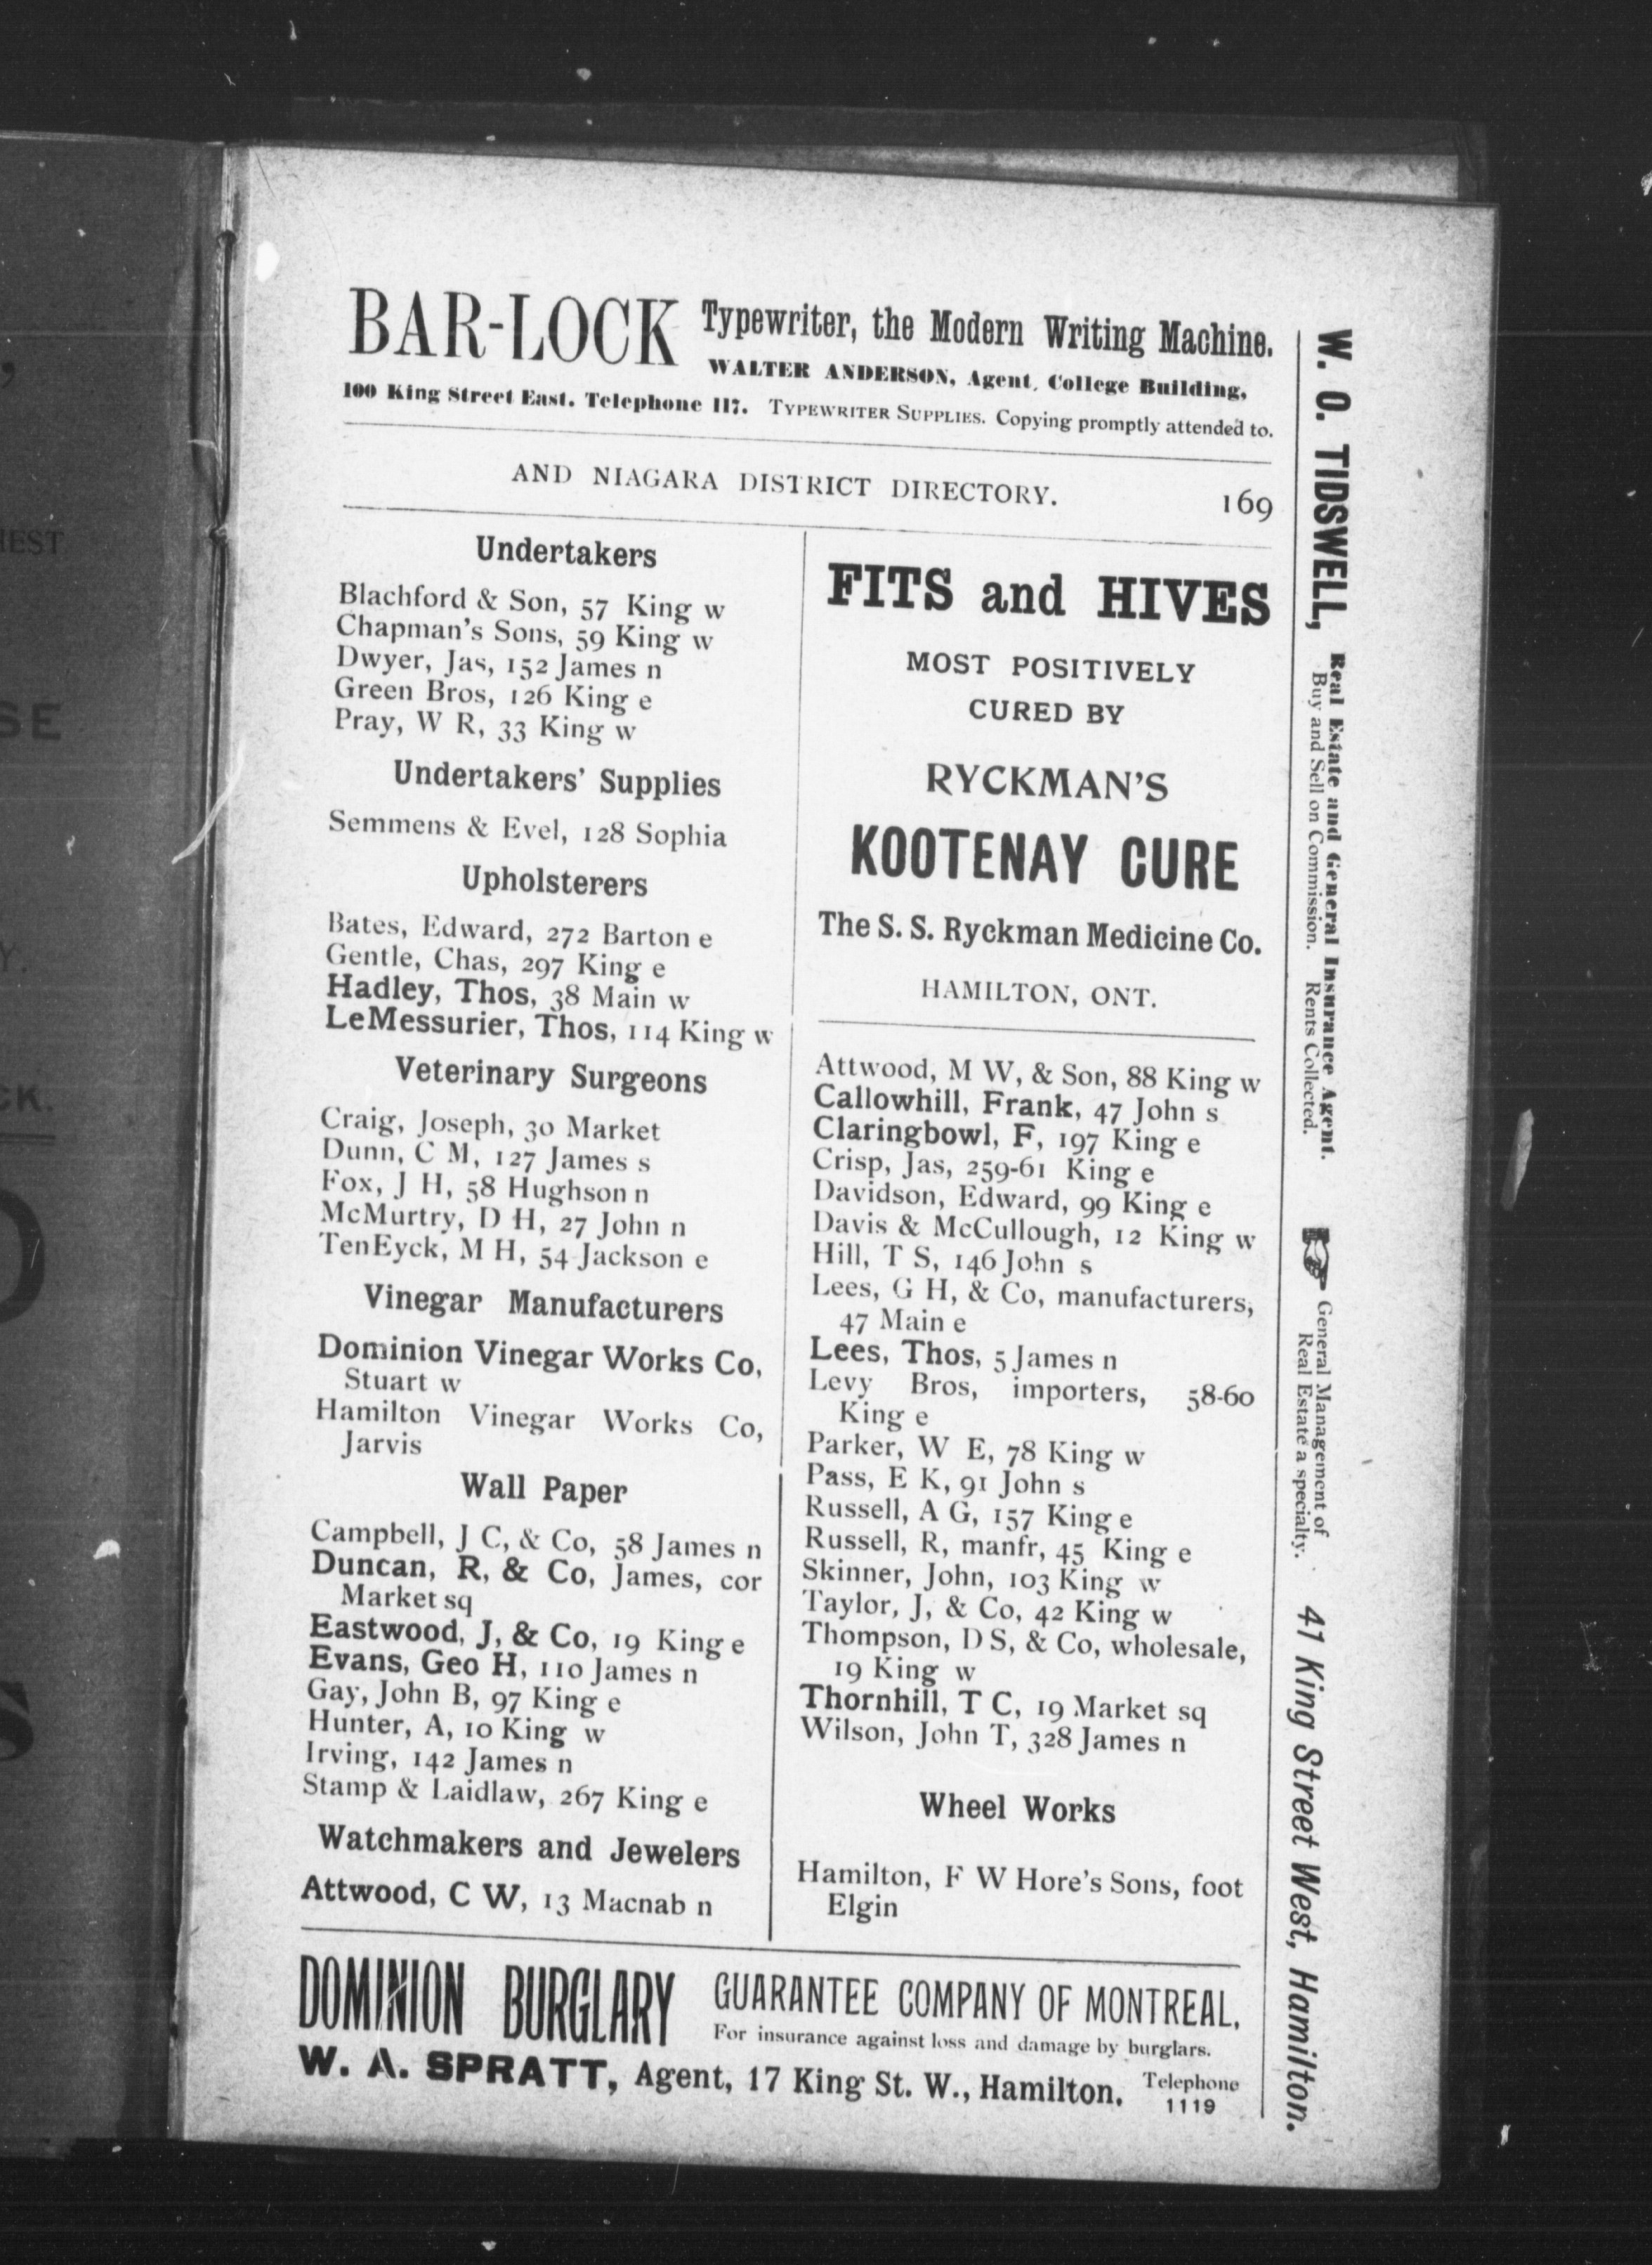 BAR-LOCK Typewriter, the Modern Writing Machine.
WALTER ANDERSON, Agent, College Building,
100 King Street East. Telephone 117. TYPEWRITER SUPPLIES. Copying promptly attended to.
AND NIAGARA DISTRICT DIRECTORY. 169
Undertakers
Blachford & Son, 57 King w
Chapman's Sons, 59 King w
Dwyer, Jas, 152 James n
Green Bros, 126 King e
Pray, W R, 33 King w
Undertakers' Supplies
Semmens & Evel, 128 Sophia
Upholsterers
Bates, Edward, 272 Barton e
Gentle, Chas, 297 King e
Hadley, Thos, 38 Main w
LeMessurier, Thos, 114 King w
Veterinary Surgeons
Craig, Joseph, 30 Market
Dunn, C M, 127 James s
Fox, J H, 58 Hughson n
McMurtry, D H, 27 John n
TenEyck, M H, 54 Jackson e
Vinegar Manufacturers
Dominion Vinegar Works Co,
Stuart w
Hamilton Vinegar Works Co,
Jarvis
Wall Paper
Campbell, J C, & Co, 58 James n
Duncan, R, & Co, James, cor
Market sq
Eastwood, J, & Co, 19 King e
Evans, Geo H, 110 James n
Gay, John B, 97 King e
Hunter, A, 10 King w
Irving, 142 James n
Stamp & Laidlaw, 267 King e
Watchmakers and Jewelers
Attwood, C W, 13 Macnab n
FITS and HIVES
MOST POSITIVELY
CURED BY
RYCKMAN'S
KOOTENAY CURE
The S. S. Ryckman Medicine Co.
HAMILTON, ONT.
Attwood, M W, & Son, 88 King w
Callowhill, Frank, 47 John s
Claringbowl, F, 197 King e
Crisp, Jas, 259-61 King e
Davidson, Edward, 99 King e
Davis & McCullough, 12 King w
Hill, T S, 146 John s
Lees, G H, & Co, manufacturers,
47 Main e
Lees, Thos, 5 James n
Levy Bros, importers, 58-60
King e
Parker, W E, 78 King w
Pass, E K, 91 John s
Russell, A G, 157 King e
Russell, R, manfr, 45 King e
Skinner, John, 103 King w
Taylor, J, & Co, 42 King w
Thompson, D S, & Co, wholesale,
19 King w
Thornhill, T C, 19 Market sq
Wilson, John T, 328 James n
Wheel Works
Hamilton, F W Hore's Sons, foot
Elgin
DOMINION BURGLARY GUARANTEE COMPANY OF MONTREAL,
For insurance against loss and damage by burglars.
W. A. SPRATT, Agent, 17 King St. W., Hamilton. Telephone
1119
W. O. TIDSWELL, Real Estate and General Insurance Agent.
Buy and Sell on Commission. Rents Collected.
General Management of
Real Estate a specialty.
41 King Street West, Hamilton.